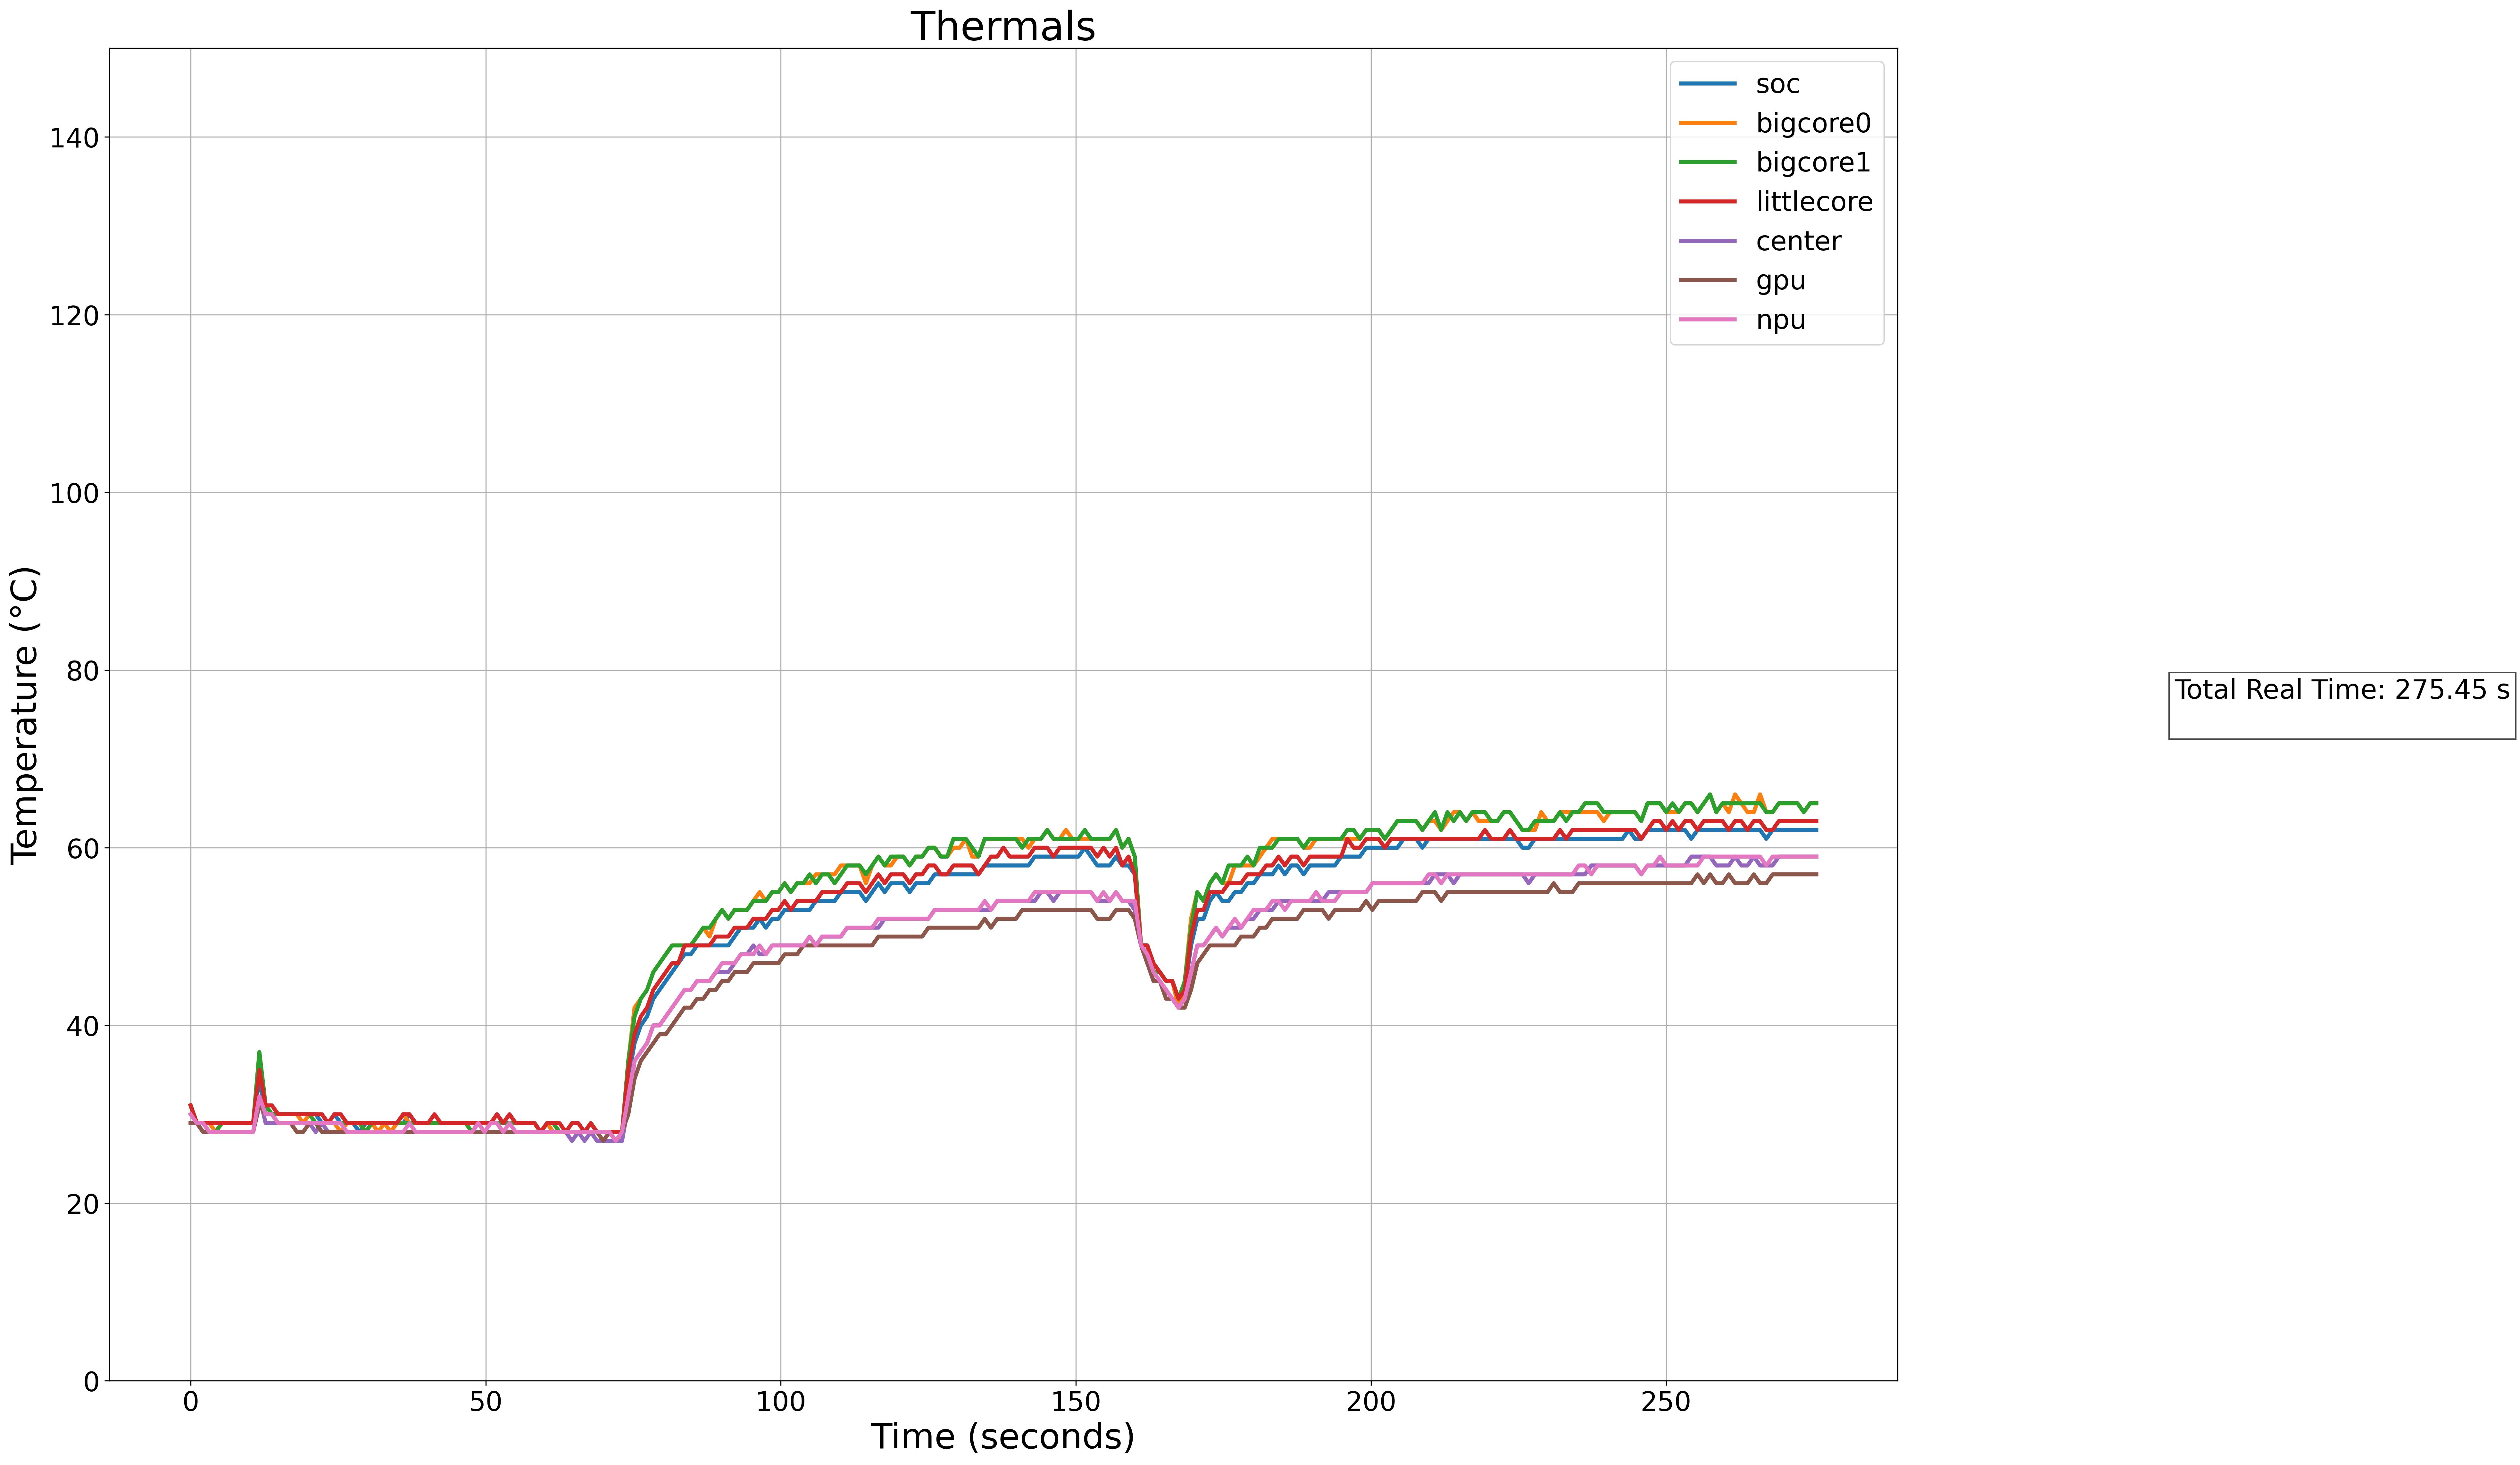 Thermals
soc
bigcore0
bigcore1
littlecore
center
gpu
npu
Temperature (°C)
140
120
100
80
60
40
20
0
0 50 100 150 200 250
Time (seconds)
Total Real Time: 275.45 s